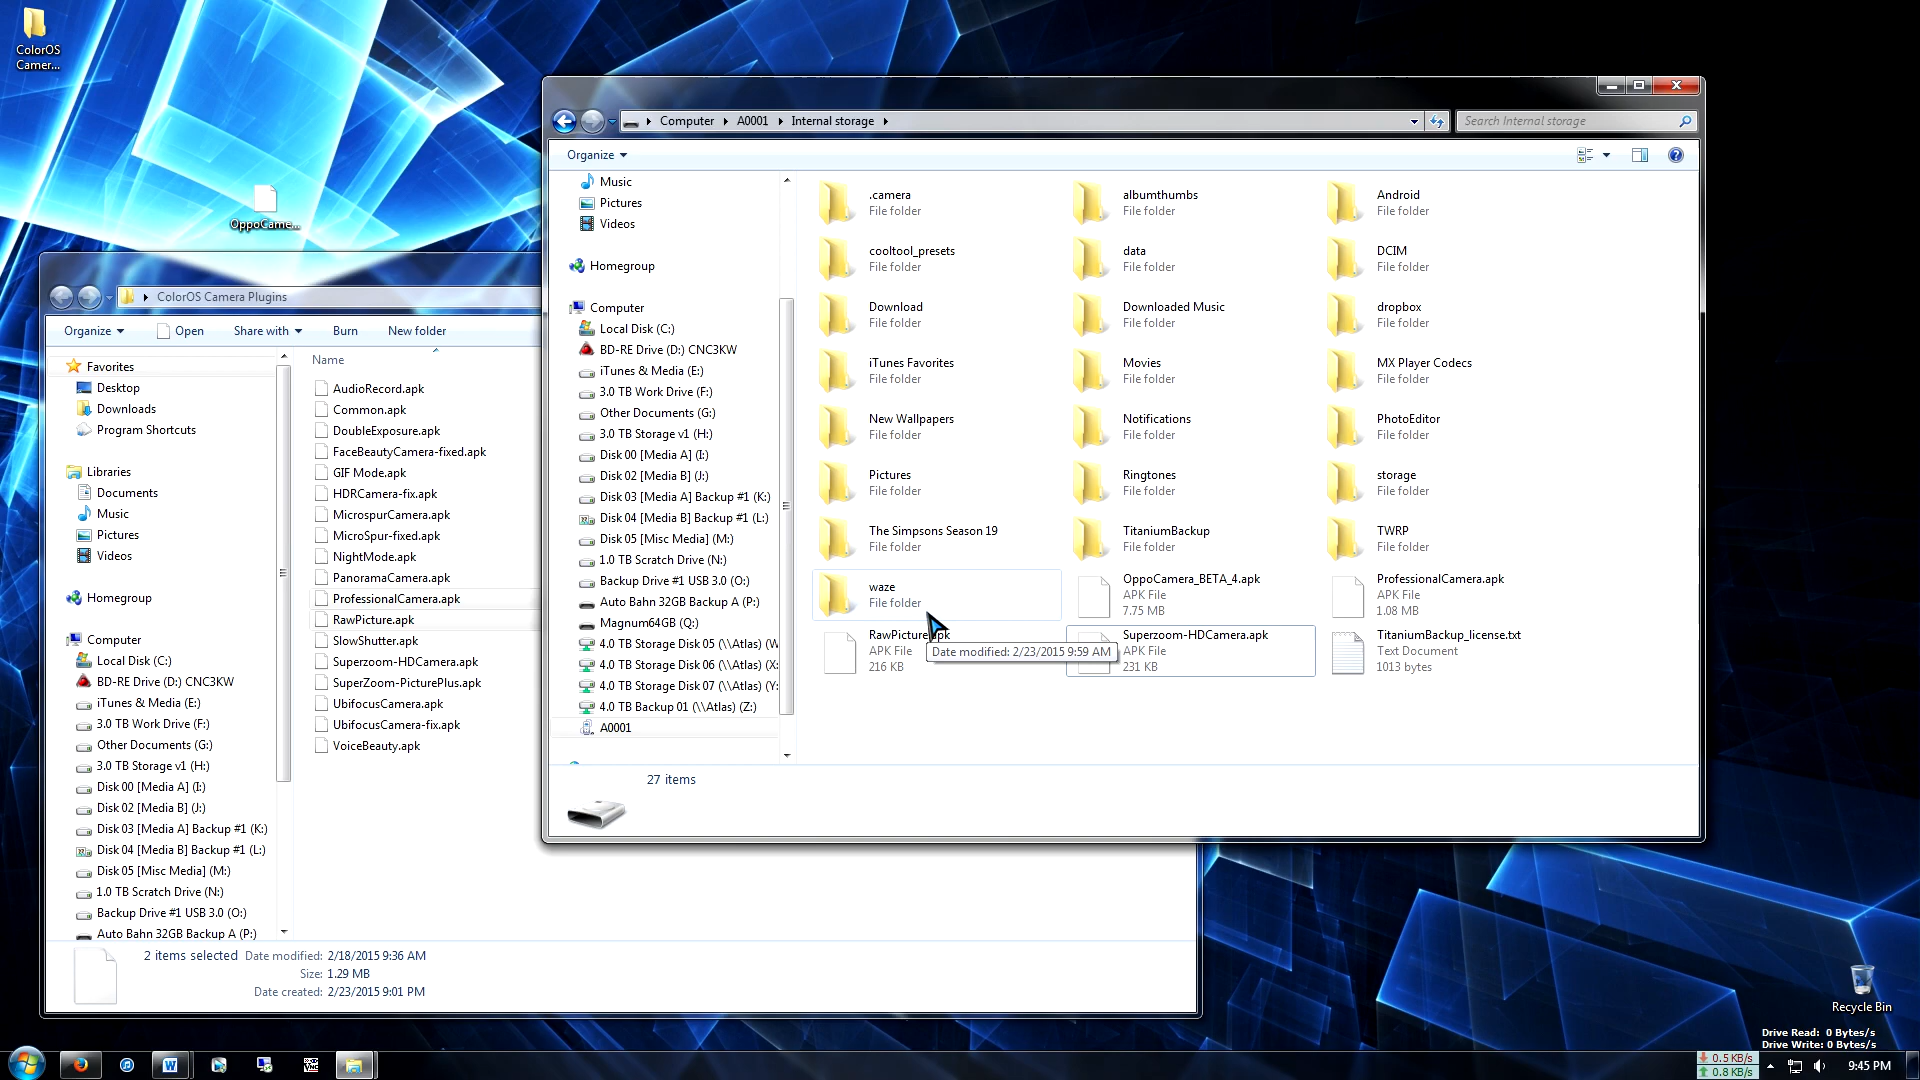 ColorOS
Camer...
OppoCame...
Computer
A0001
Internal storage
Search Internal storage
Organize
Music
Pictures
Videos
Homegroup
Computer
Local Disk (C:)
BD-RE Drive (D:) CNC3KW
iTunes & Media (E:)
3.0 TB Work Drive (F:)
Other Documents (G:)
3.0 TB Storage v1 (H:)
Disk 00 [Media A] (I:)
Disk 02 [Media B] (J:)
Disk 03 [Media A] Backup #1 (K:)
Disk 04 [Media B] Backup #1 (L:)
Disk 05 [Misc Media] (M:)
1.0 TB Scratch Drive (N:)
Backup Drive #1 USB 3.0 (O:)
Auto Bahn 32GB Backup A (P:)
Magnum64GB (Q:)
4.0 TB Storage Disk 05 (\\Atlas) (W
4.0 TB Storage Disk 06 (\\Atlas) (X:
4.0 TB Storage Disk 07 (\\Atlas) (Y:
4.0 TB Backup 01 (\\Atlas) (Z:)
A0001
.camera
File folder
albumthumbs
File folder
Android
File folder
cooltool_presets
File folder
data
File folder
DCIM
File folder
Download
File folder
Downloaded Music
File folder
dropbox
File folder
iTunes Favorites
File folder
Movies
File folder
MX Player Codecs
File folder
New Wallpapers
File folder
Notifications
File folder
PhotoEditor
File folder
Pictures
File folder
Ringtones
File folder
storage
File folder
The Simpsons Season 19
File folder
TitaniumBackup
File folder
TWRP
File folder
waze
File folder
OppoCamera_BETA_4.apk
APK File
7.75 MB
ProfessionalCamera.apk
APK File
1.08 MB
RawPicture.apk
APK File
216 KB
Date modified: 2/23/2015 9:59 AM
Superzoom-HDCamera.apk
APK File
231 KB
TitaniumBackup_license.txt
Text Document
1013 bytes
27 items
ColorOS Camera Plugins
Organize
Open
Share with
Burn
New folder
Favorites
Desktop
Downloads
Program Shortcuts
Libraries
Documents
Music
Pictures
Videos
Homegroup
Computer
Local Disk (C:)
BD-RE Drive (D:) CNC3KW
iTunes & Media (E:)
3.0 TB Work Drive (F:)
Other Documents (G:)
3.0 TB Storage v1 (H:)
Disk 00 [Media A] (I:)
Disk 02 [Media B] (J:)
Disk 03 [Media A] Backup #1 (K:)
Disk 04 [Media B] Backup #1 (L:)
Disk 05 [Misc Media] (M:)
1.0 TB Scratch Drive (N:)
Backup Drive #1 USB 3.0 (O:)
Auto Bahn 32GB Backup A (P:)
Name
AudioRecord.apk
Common.apk
DoubleExposure.apk
FaceBeautyCamera-fixed.apk
GIF Mode.apk
HDRCamera-fix.apk
MicrospurCamera.apk
MicroSpur-fixed.apk
NightMode.apk
PanoramaCamera.apk
ProfessionalCamera.apk
RawPicture.apk
SlowShutter.apk
Superzoom-HDCamera.apk
SuperZoom-PicturePlus.apk
UbifocusCamera.apk
UbifocusCamera-fix.apk
VoiceBeauty.apk
2 items selected
Date modified: 2/18/2015 9:36 AM
Size: 1.29 MB
Date created: 2/23/2015 9:01 PM
Recycle Bin
Drive Read: 0 Bytes/s
Drive Write: 0 Bytes/s
0.5 KB/s
0.8 KB/s
9:45 PM